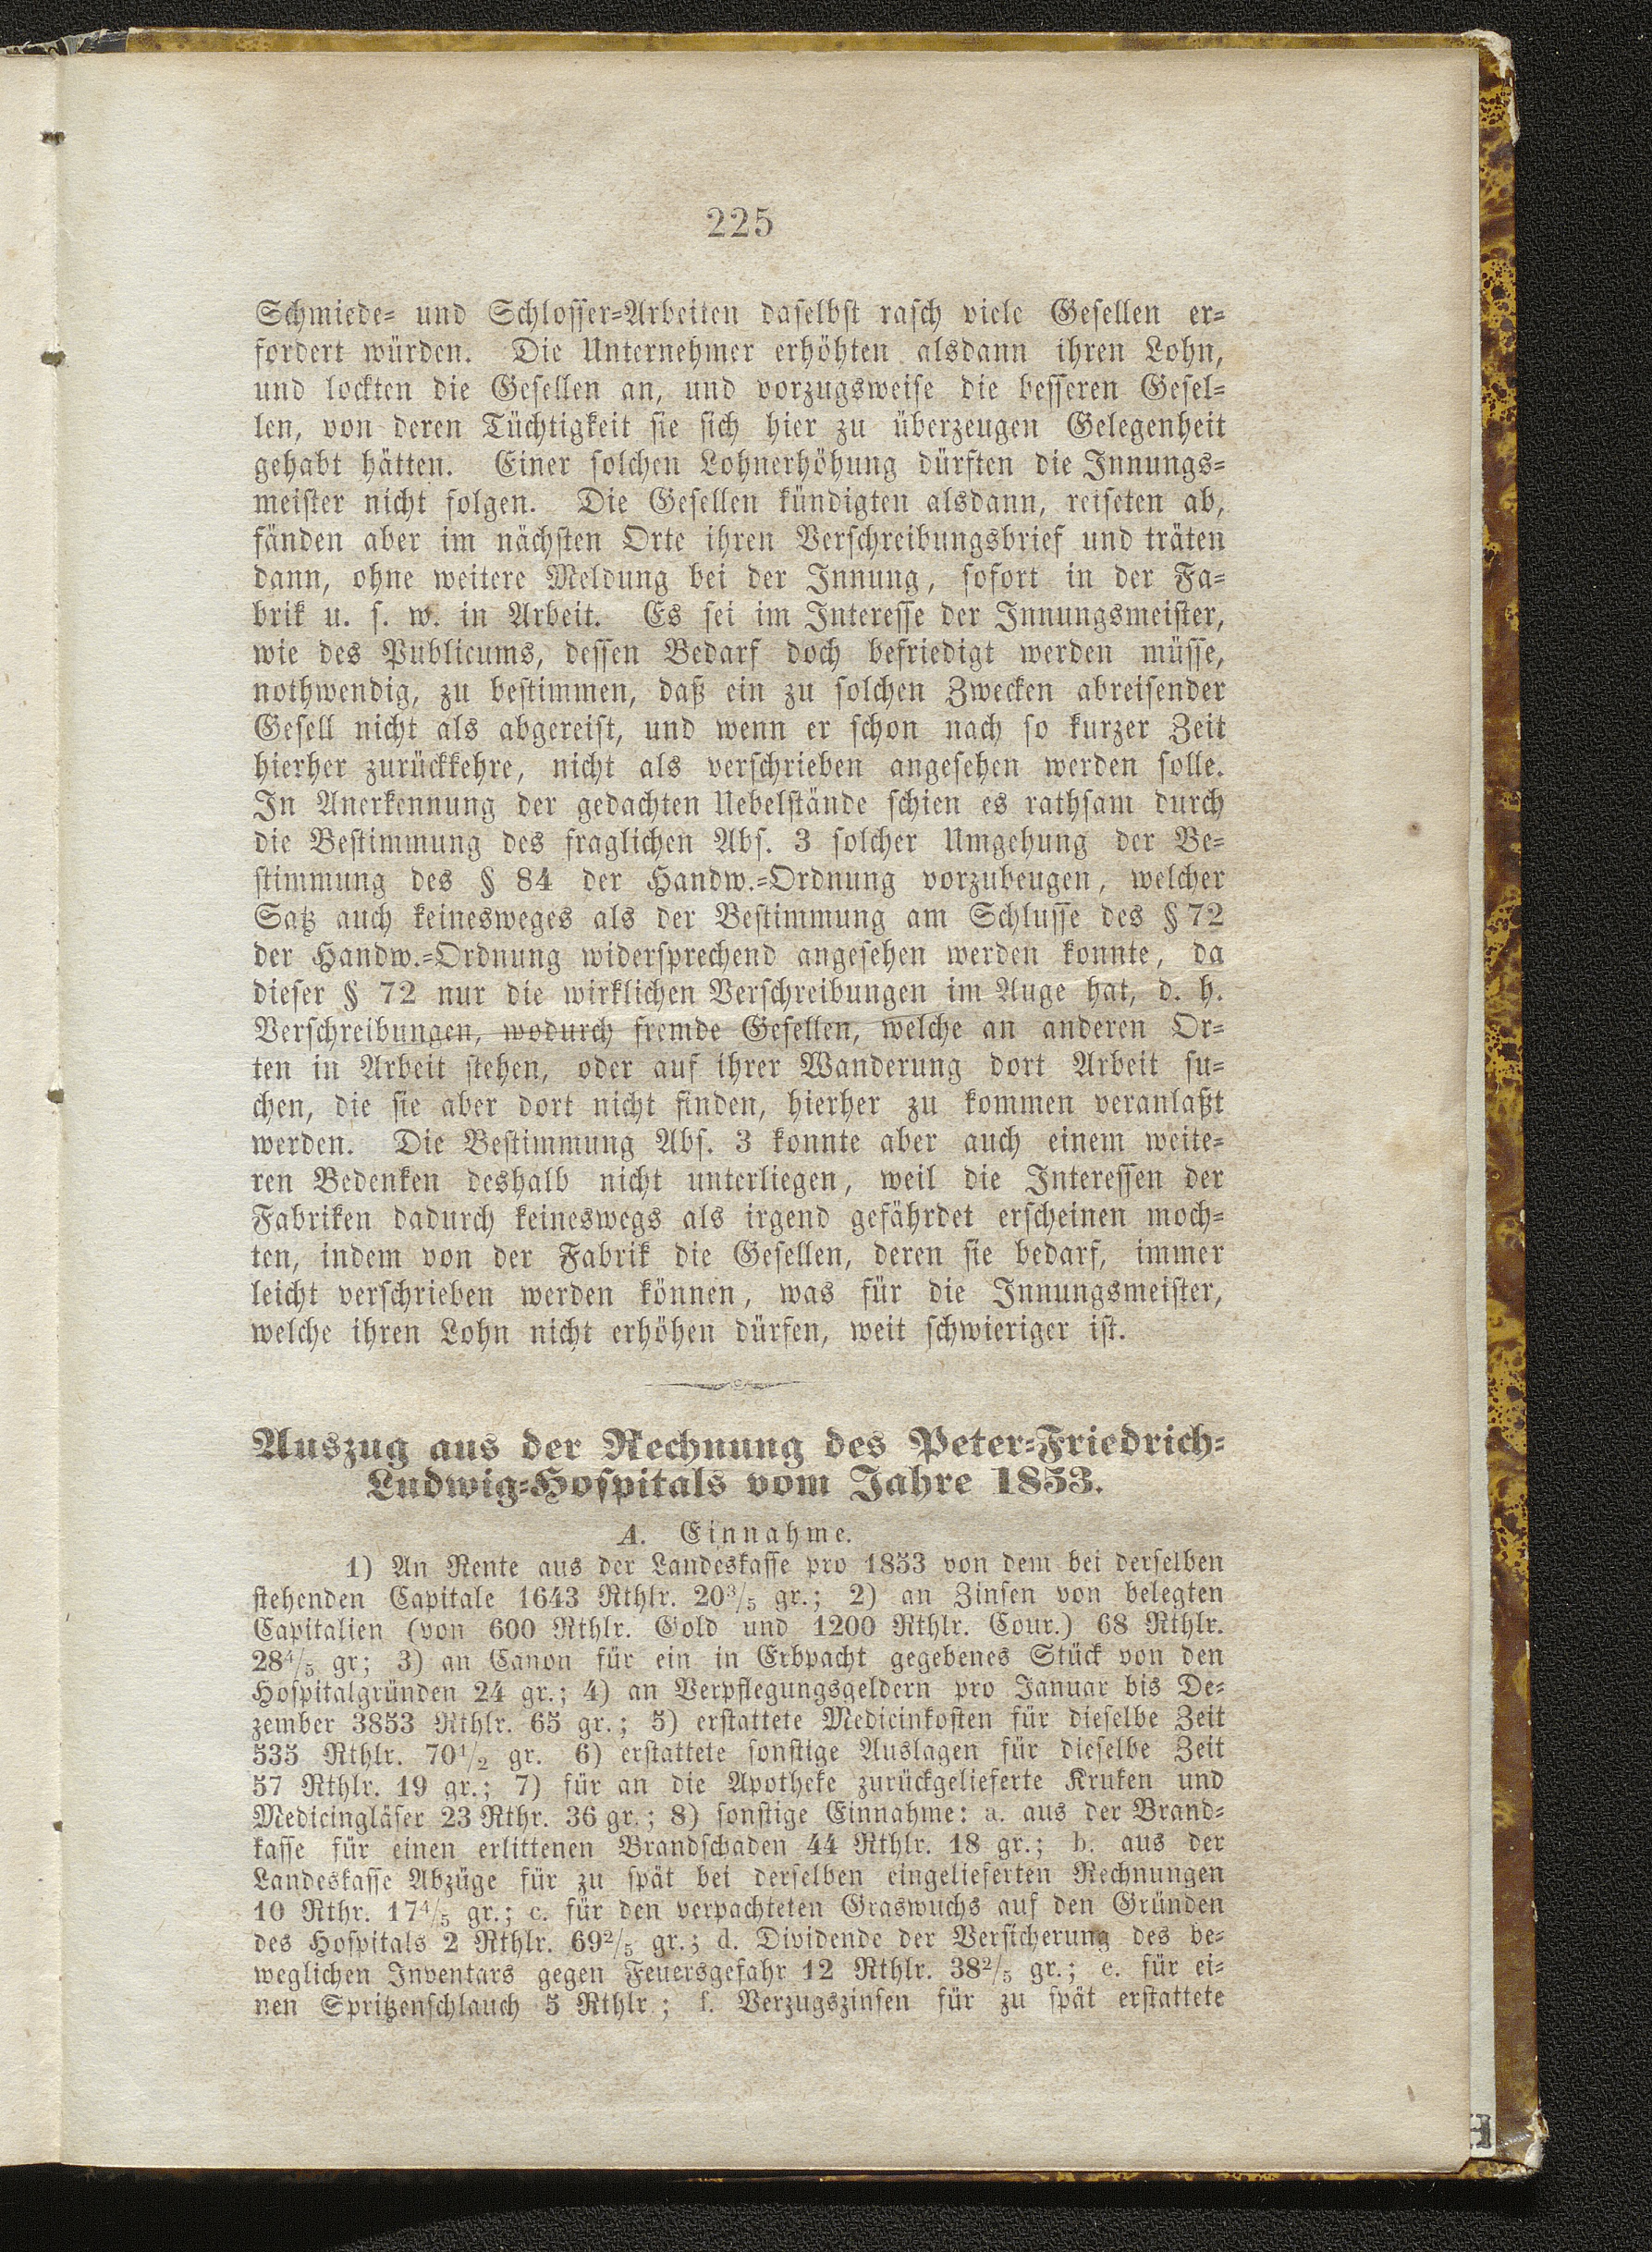 225
Schmiede- und Schlosser-Arbeiten daselbst rasch viele Gesellen er-
fordert würden. Die Unternehmer erhöhten alsdann ihren Lohn,
und lockten die Gesellen an, und vorzugsweise die besseren Gesel-
len, von deren Tüchtigkeit sie sich hier zu überzeugen Gelegenheit
gehabt hätten. Einer solchen Lohnerhöhung dürften die Innungs-
meister nicht folgen. Die Gesellen kündigten alsdann, reiseten ab,
fänden aber im nächsten Orte ihren Verschreibungsbrief und träten
dann, ohne weitere Meldung bei der Innung, sofort in der Fa-
brik u. s. w. in Arbeit. Es sei im Interesse der Innungsmeister,
wie des Publicums, dessen Bedarf doch befriedigt werden müsse,
nothwendig, zu bestimmen, daß ein zu solchen Zwecken abreisender
Gesell nicht als abgereist, und wenn er schon nach so kurzer Zeit
hierher zurückkehre, nicht als verschrieben angesehen werden solle.
In Anerkennung der gedachten Uebelstände schien es rathsam durch
die Bestimmung des fraglichen Abs. 3 solcher Umgehung der Be-
stimmung des § 84 der Handw.-Ordnung vorzubeugen, welcher
Satz auch keinesweges als der Bestimmung am Schlusse des § 72
der Handw.-Ordnung widersprechend angesehen werden konnte, da
dieser § 72 nur die wirklichen Verschreibungen im Auge hat, d. h.
Verschreibungen, wodurch fremde Gesellen, welche an anderen Or-
ten in Arbeit stehen, oder auf ihrer Wanderung dort Arbeit su-
chen, die sie aber dort nicht finden, hierher zu kommen veranlaßt
werden. Die Bestimmung Abs. 3 konnte aber auch einem weite-
ren Bedenken deshalb nicht unterliegen, weil die Interessen der
Fabriken dadurch keineswegs als irgend gefährdet erscheinen moch-
ten, indem von der Fabrik die Gesellen, deren sie bedarf, immer
leicht verschrieben werden können, was für die Innungsmeister,
welche ihren Lohn nicht erhöhen dürfen, weit schwieriger ist.
Auszug aus der Rechnung des Peter-Friedrich-
Ludwig-Hospitals vom Jahre 1853.
A. Einnahme.
1) An Rente aus der Landeskasse pro 1853 von dem bei derselben
stehenden Capitale 1643 Rthlr. 20³/₅ gr.; 2) an Zinsen von belegten
Capitalien (von 600 Rthlr. Gold und 1200 Rthlr. Cour.) 68 Rthlr.
28⁴/₅ gr; 3) an Canon für ein in Erbpacht gegebenes Stück von den
Hospitalgründen 24 gr.; 4) an Verpflegungsgeldern pro Januar bis De-
zember 3853 Rthlr. 65 gr.; 5) erstattete Medicinkosten für dieselbe Zeit
535 Rthlr. 70¹/₂ gr. 6) erstattete sonstige Auslagen für dieselbe Zeit
57 Rthlr. 19 gr.; 7) für an die Apotheke zurückgelieferte Kruken und
Medicingläser 23 Rthr. 36 gr.; 8) sonstige Einnahme: a. aus der Brand-
kasse für einen erlittenen Brandschaden 44 Rthlr. 18 gr.; b. aus der
Landeskasse Abzüge für zu spät bei derselben eingelieferten Rechnungen
10 Rthr. 17⁴/₅ gr.; c. für den verpachteten Graswuchs auf den Gründen
des Hospitals 2 Rthlr. 69²/₅ gr.; d. Dividende der Versicherung des be-
weglichen Inventars gegen Feuersgefahr 12 Rthlr. 38²/₅ gr.; e. für ei-
nen Spritzenschlauch 5 Rthlr.; f. Verzugszinsen für zu spät erstattete